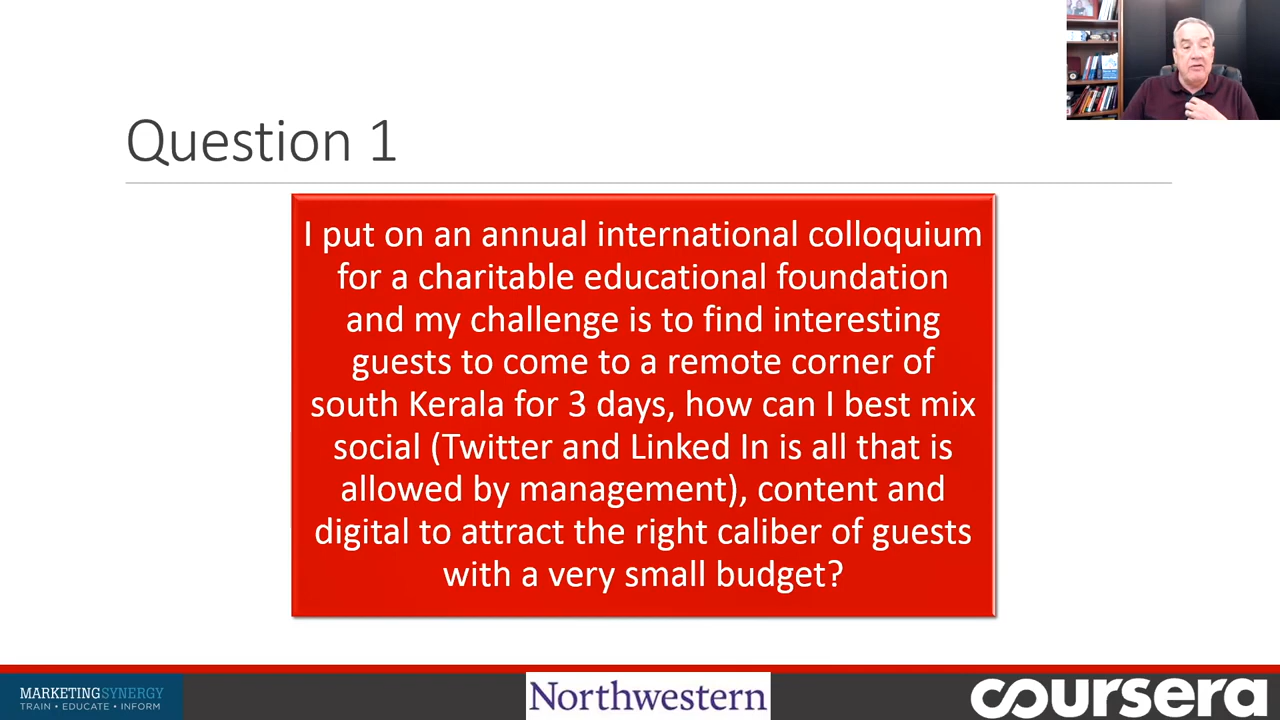 Question 1
I put on an annual international colloquium
for a charitable educational foundation
and my challenge is to find interesting
guests to come to a remote corner of
south Kerala for 3 days, how can I best mix
social (Twitter and Linked In is all that is
allowed by management), content and
digital to attract the right caliber of guests
with a very small budget?
MARKETINGSYNERGY
TRAIN • EDUCATE • INFORM
Northwestern
coursera